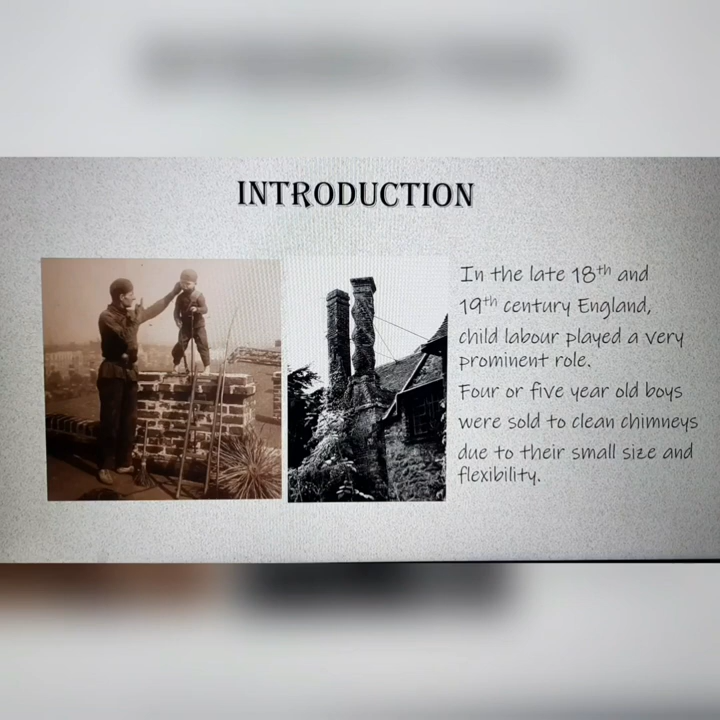 INTRODUCTION
In the late 18th and
19th century England,
child labour played a very
prominent role.
Four or five year old boys
were sold to clean chimneys
due to their small size and
flexibility.